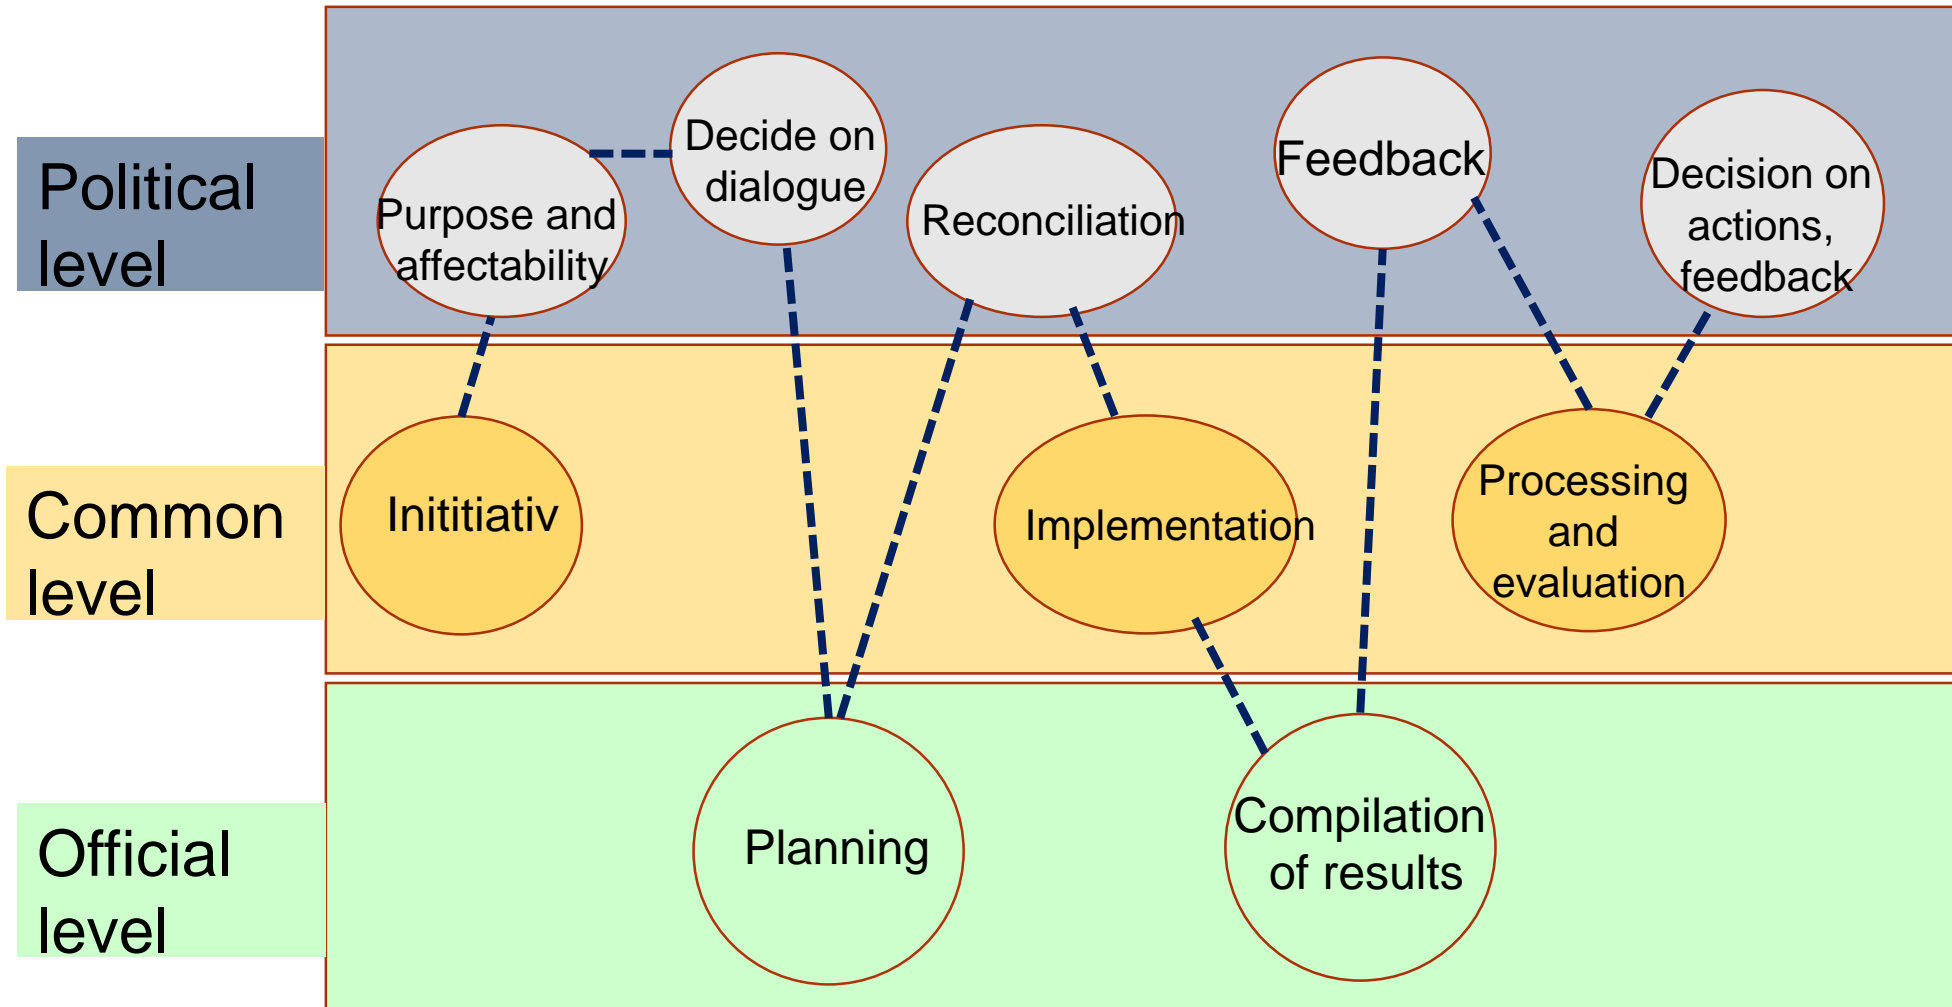 Political
level
Purpose and
affectability
Decide on
dialogue
Reconciliation
Feedback
Decision on
actions,
feedback
Common
level
Inititiativ
Implementation
Processing
and
evaluation
Official
level
Planning
Compilation
of results